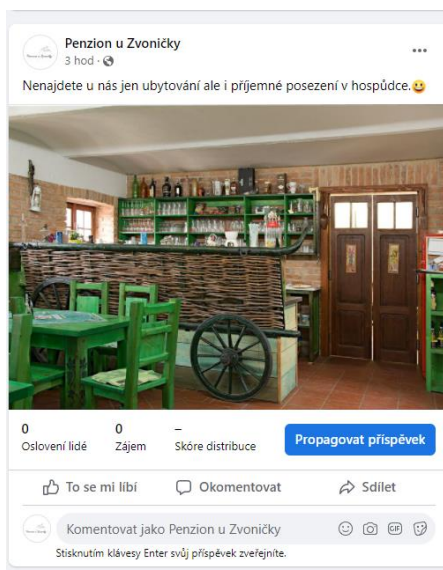 Penzion u Zvoničky
3 hod
Nenajdete u nás jen ubytování ale i příjemné posezení v hospůdce.😃
0 0 –
Oslovení lidé Zájem Skóre distribuce Propagovat příspěvek
To se mi líbí Okomentovat Sdílet
Komentovat jako Penzion u Zvoničky GIF
Stisknutím klávesy Enter svůj příspěvek zveřejníte.